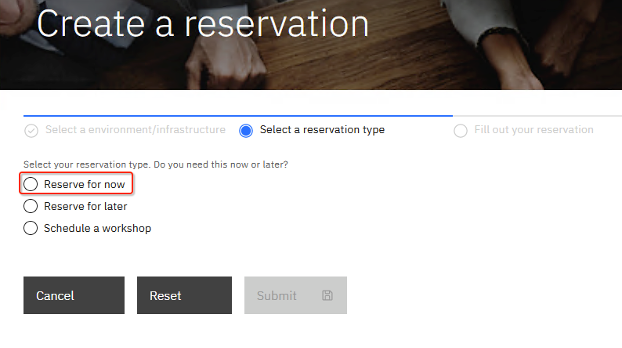 Create a reservation
Select a environment/infrastructure Select a reservation type Fill out your reservation
Select your reservation type. Do you need this now or later?
Reserve for now
Reserve for later
Schedule a workshop
Cancel Reset Submit